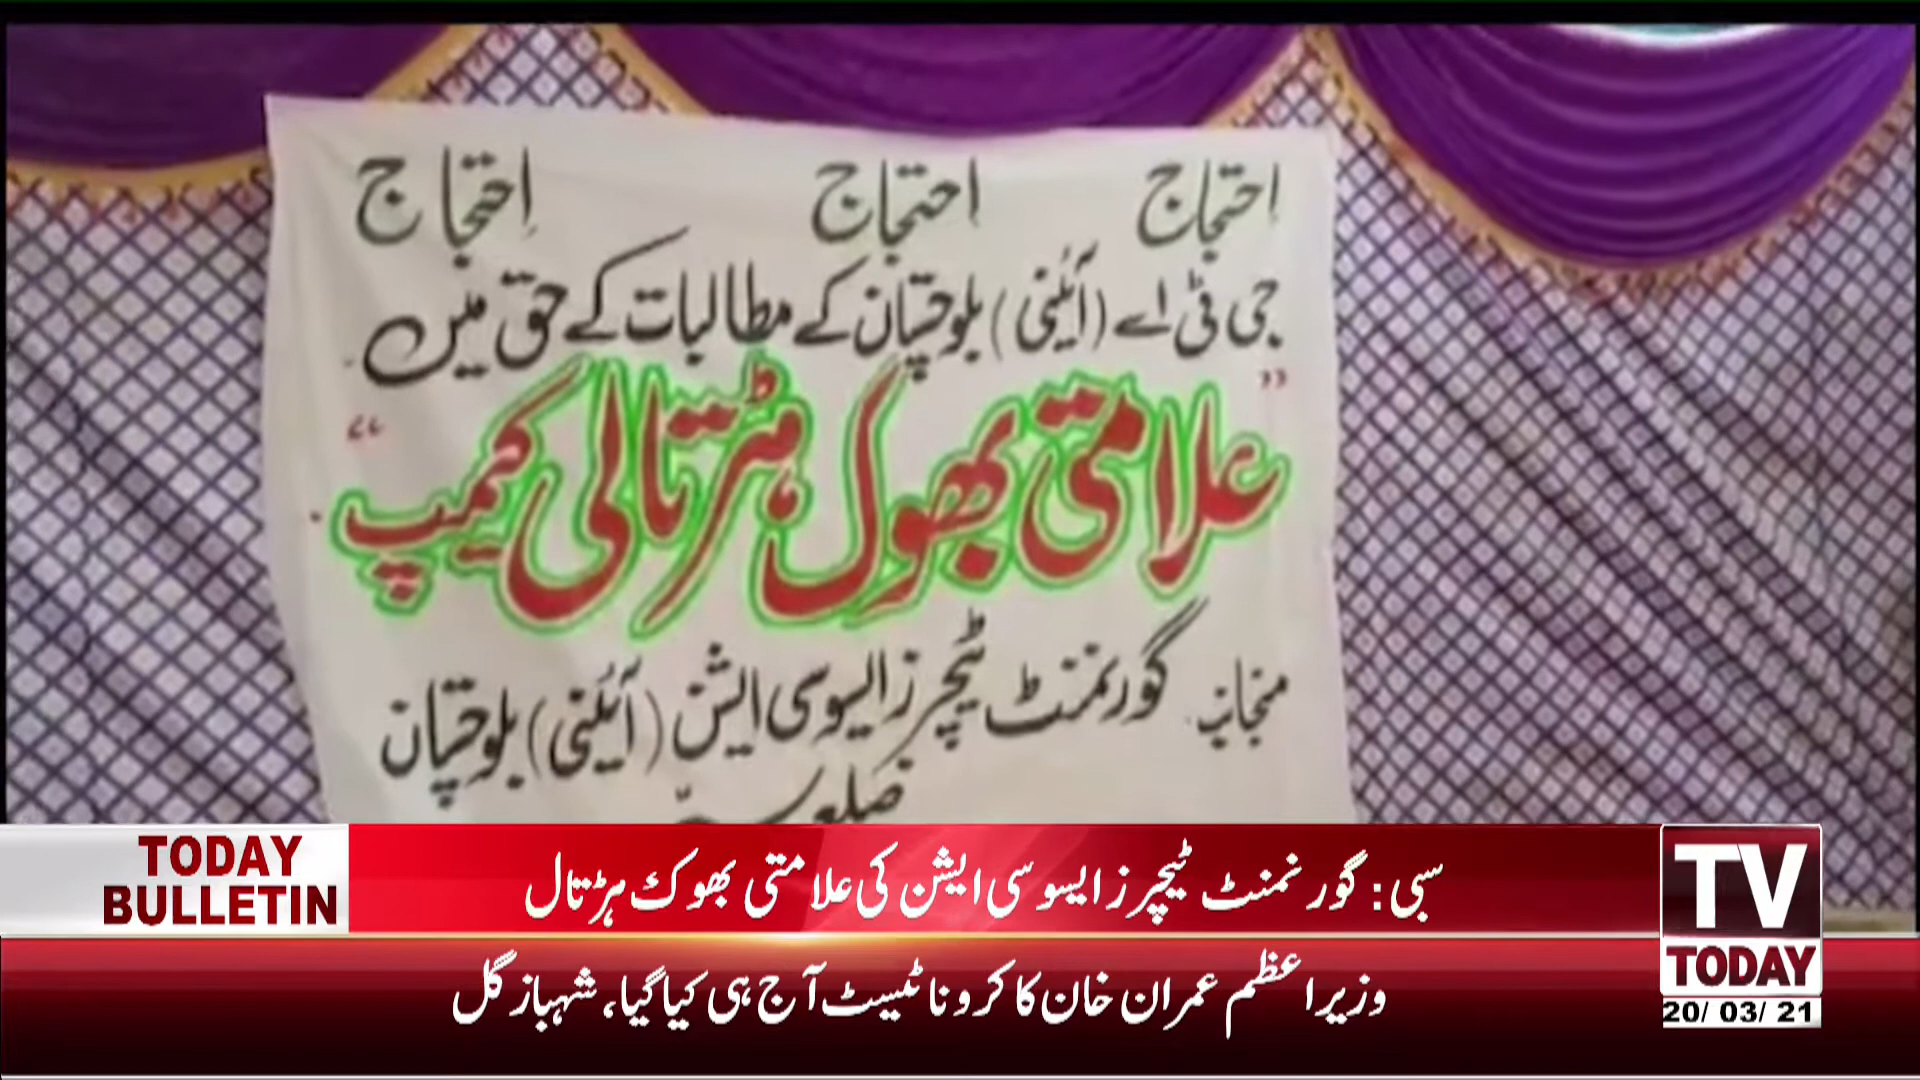 احتجاج احتجاج احتجاج
جی ٹی اے (آئینی) بلوچستان کے مطالبات کے حق میں
"علامتی بھوک ہڑتالی کیمپ"
منجانب گورنمنٹ ٹیچرز ایسوسی ایشن (آئینی) بلوچستان
ضلع
TODAY
BULLETIN
سبی: گورنمنٹ ٹیچرز ایسوسی ایشن کی علامتی بھوک ہڑتال
وزیراعظم عمران خان کا کرونا ٹیسٹ آج ہی کیا گیا، شہباز گل
TV
TODAY
20/ 03/ 21